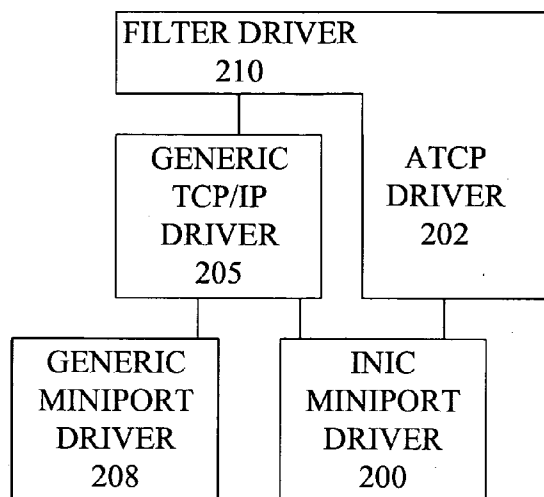 FILTER DRIVER
210
GENERIC
TCP/IP
DRIVER
205
ATCP
DRIVER
202
GENERIC
MINIPORT
DRIVER
208
INIC
MINIPORT
DRIVER
200